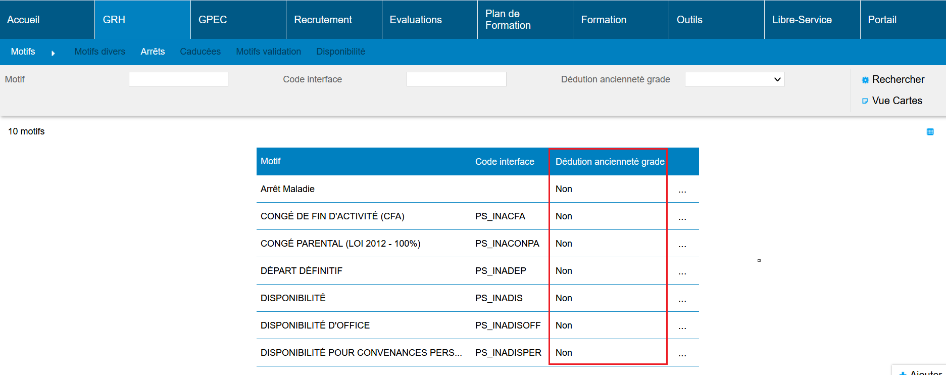 Accueil GRH GPEC Recrutement Evaluations Plan de Formation Formation Outils Libre-Service Portail
Motifs Motifs divers Arrêts Caducées Motifs validation Disponibilité
Motif Code interface Dédution ancienneté grade Rechercher
Vue Cartes
10 motifs
Motif Code interface Dédution ancienneté grade
Arrêt Maladie Non ...
CONGÉ DE FIN D'ACTIVITÉ (CFA) PS_INACFA Non ...
CONGÉ PARENTAL (LOI 2012 - 100%) PS_INACONPA Non ...
DÉPART DÉFINITIF PS_INADEP Non ...
DISPONIBILITÉ PS_INADIS Non ...
DISPONIBILITÉ D'OFFICE PS_INADISOFF Non ...
DISPONIBILITÉ POUR CONVENANCES PERS... PS_INADISPER Non ...
Ajouter